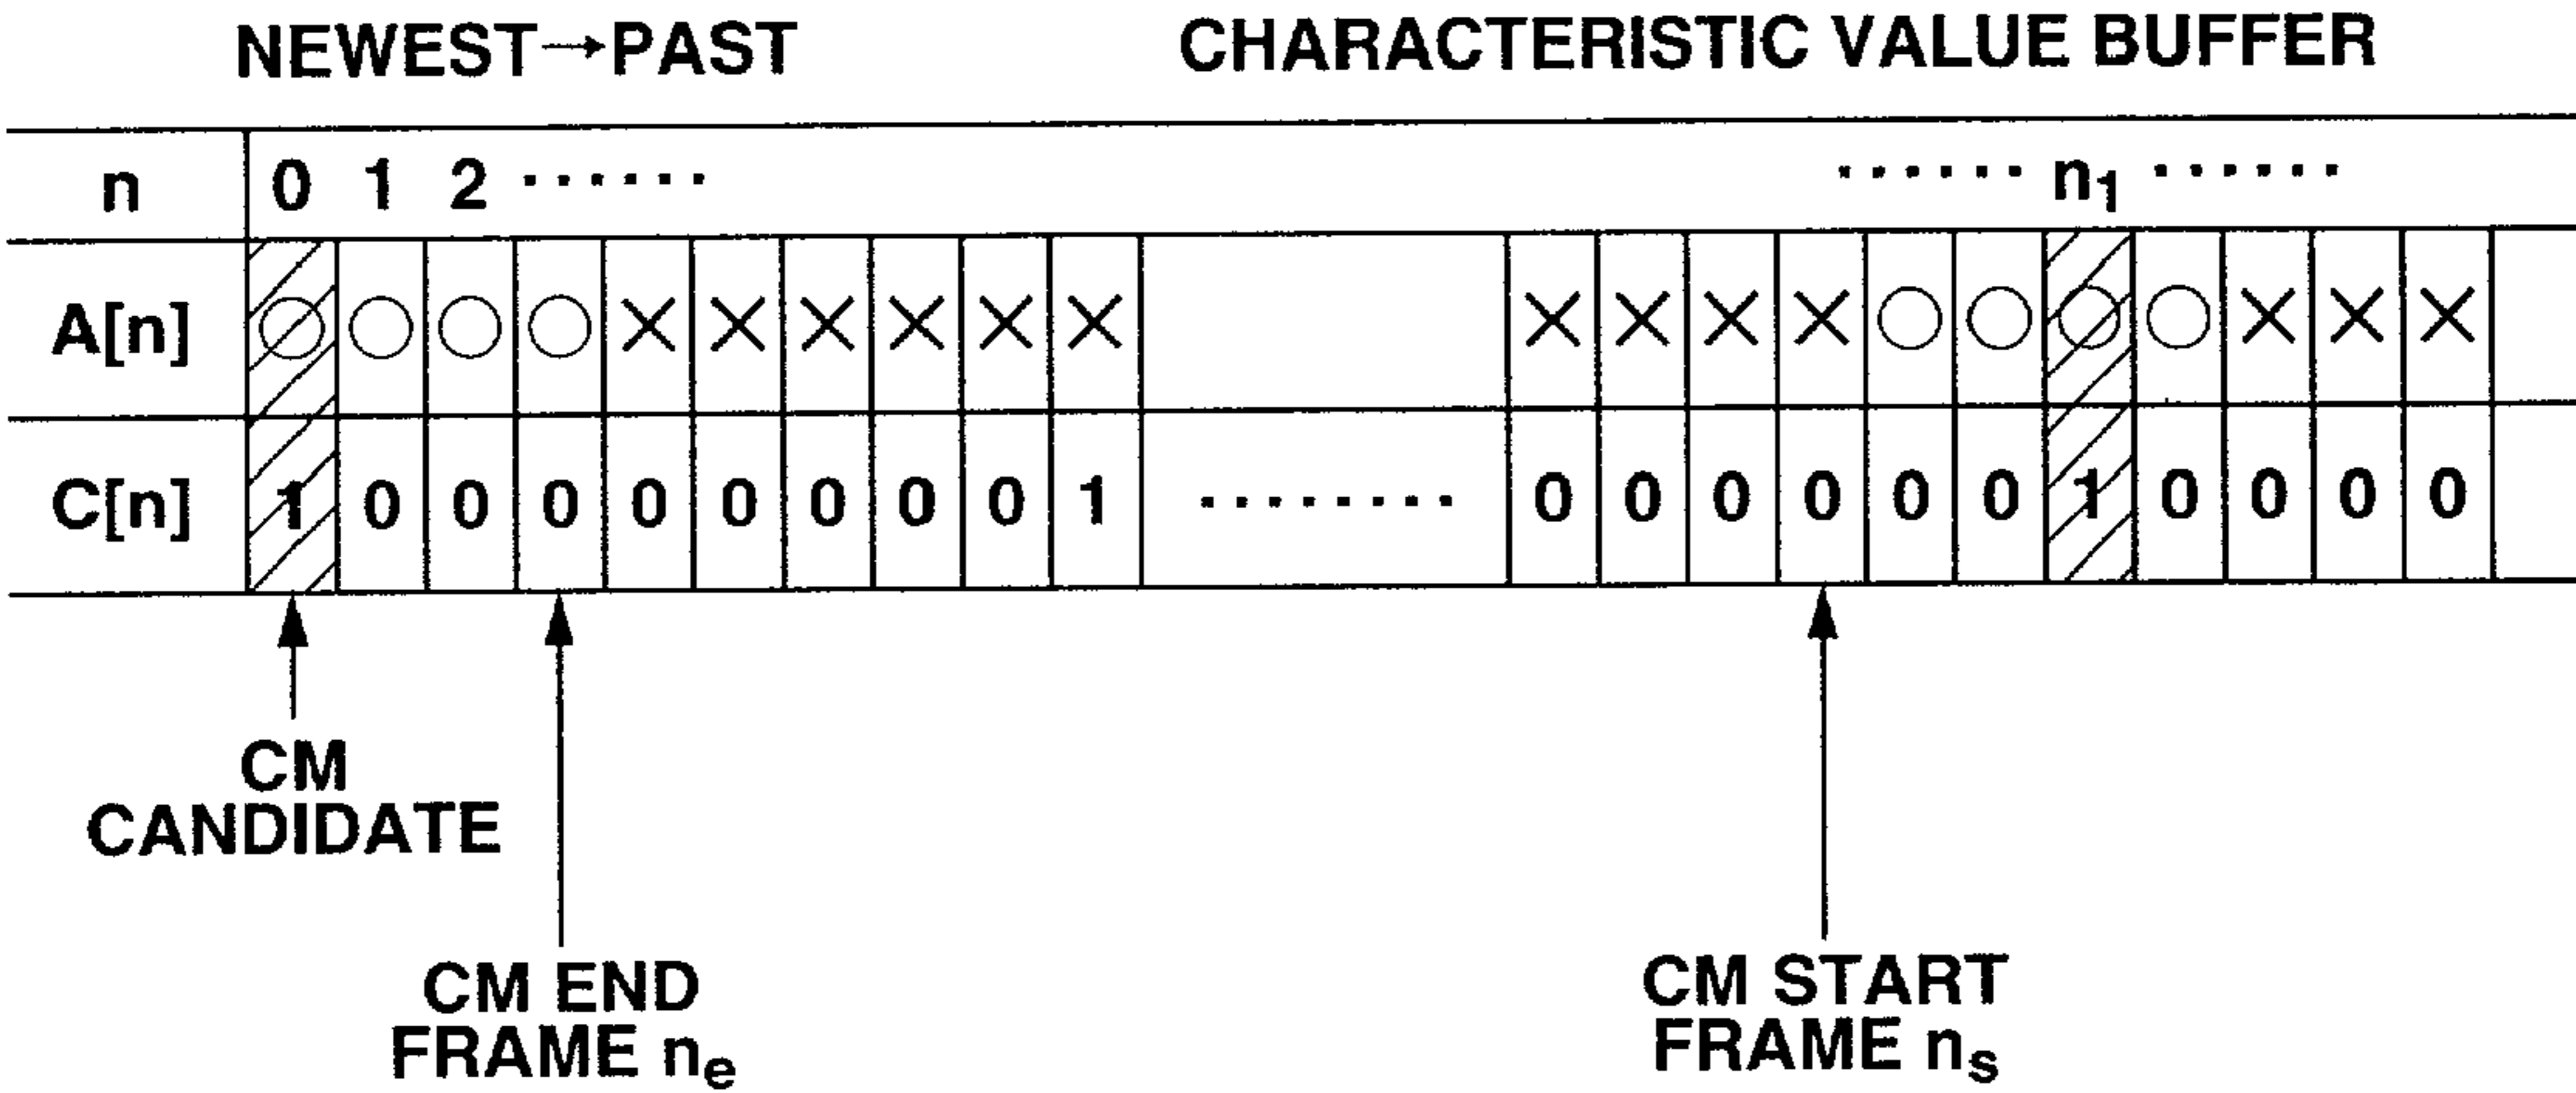 NEWEST→PAST CHARACTERISTIC VALUE BUFFER
n 0 1 2 ······ ······ n₁ ······
A[n] ○ ○ ○ ○ × × × × × × × × × × ○ ○ ○ ○ × × ×
C[n] 1 0 0 0 0 0 0 0 0 1 ········ 0 0 0 0 0 0 1 0 0 0 0
CM
CANDIDATE
CM END
FRAME nₑ
CM START
FRAME nₛ